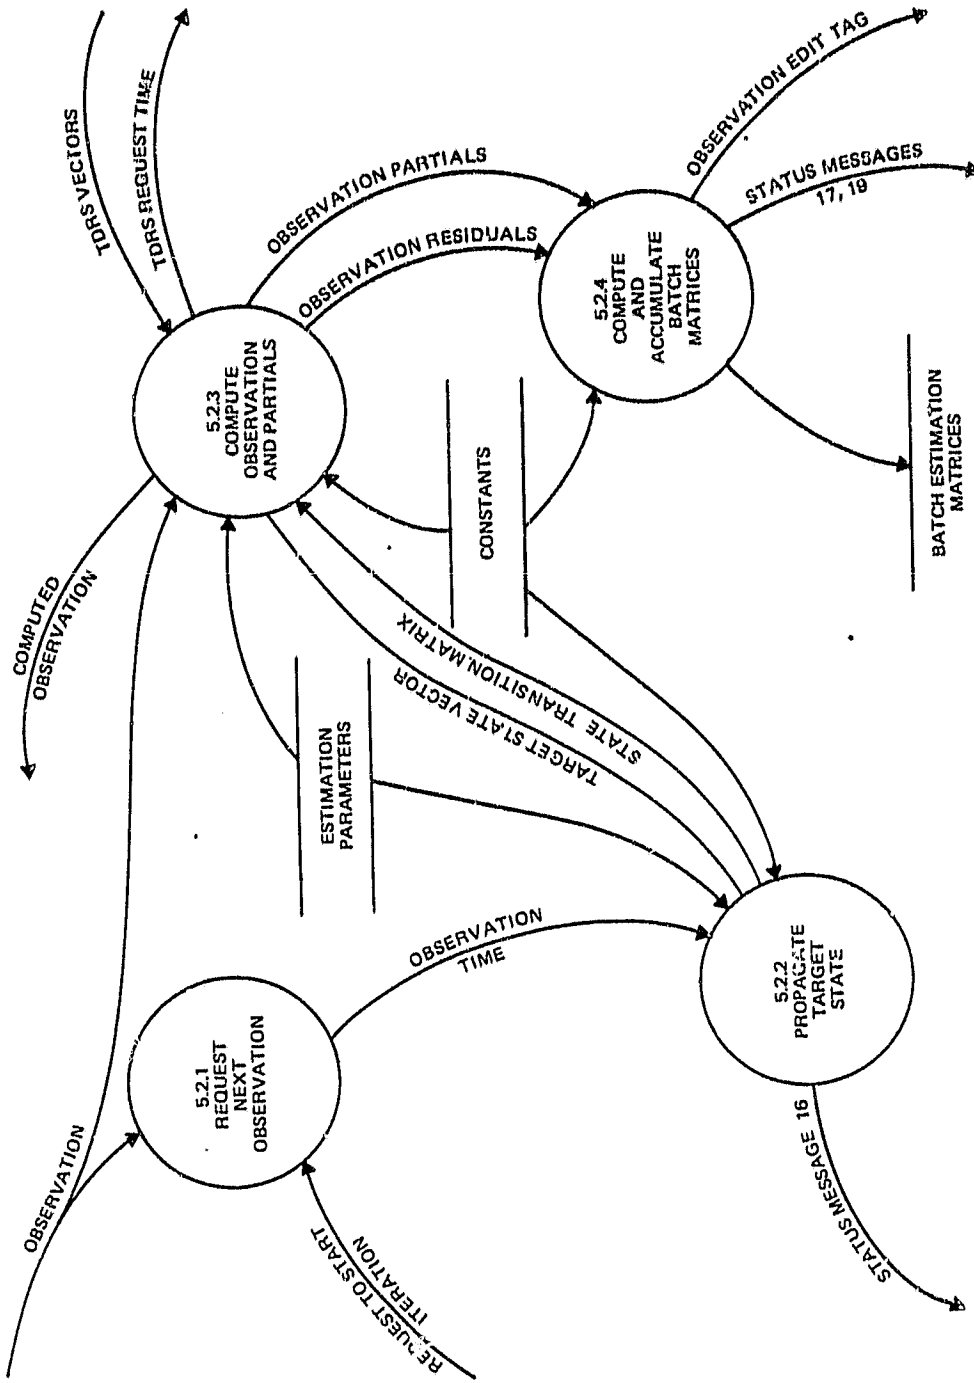 OBSERVATION
REQUEST TO START
ITERATION
5.2.1
REQUEST
NEXT
OBSERVATION
OBSERVATION
TIME
STATUS MESSAGE 16
5.2.2
PROPAGATE
TARGET
STATE
ESTIMATION
PARAMETERS
COMPUTED
OBSERVATION
TARGET STATE VECTOR
STATE TRANSITION MATRIX
CONSTANTS
5.2.3
COMPUTE
OBSERVATION
AND PARTIALS
TDRS VECTORS
TDRS REQUEST TIME
OBSERVATION PARTIALS
OBSERVATION RESIDUALS
5.2.4
COMPUTE
AND
ACCUMULATE
BATCH
MATRICES
OBSERVATION EDIT TAG
STATUS MESSAGES
17, 19
BATCH ESTIMATION
MATRICES